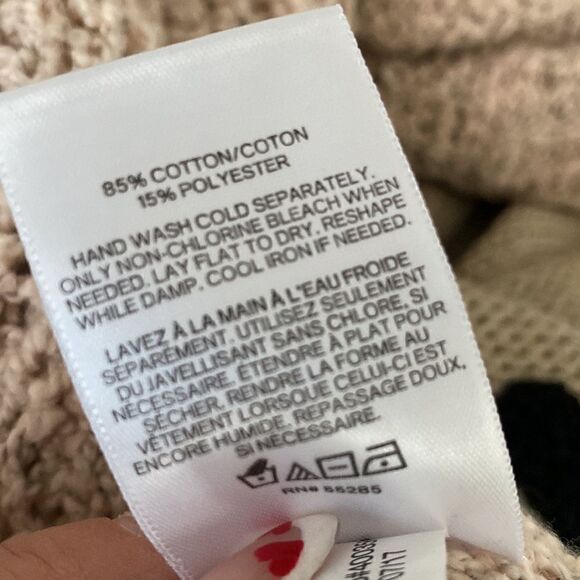 85% COTTON/COTON
15% POLYESTER
HAND WASH COLD SEPARATELY.
ONLY NON-CHLORINE BLEACH WHEN
NEEDED. LAY FLAT TO DRY. RESHAPE
WHILE DAMP. COOL IRON IF NEEDED.
LAVEZ À LA MAIN À L'EAU FROIDE
SÉPARÉMENT. UTILISEZ SEULEMENT
DU JAVELLISANT SANS CHLORE, SI
NÉCESSAIRE. ÉTENDRE À PLAT POUR
SÉCHER. RENDRE LA FORME AU
VÊTEMENT LORSQUE CELUI-CI EST
ENCORE HUMIDE. REPASSAGE DOUX,
SI NÉCESSAIRE.
RN# 55285
07/17